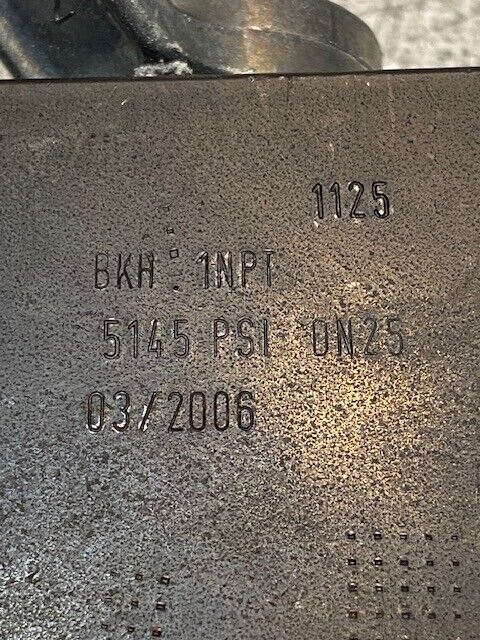 1125
BKH : 1NPT
5145 PSI DN25
03/2006